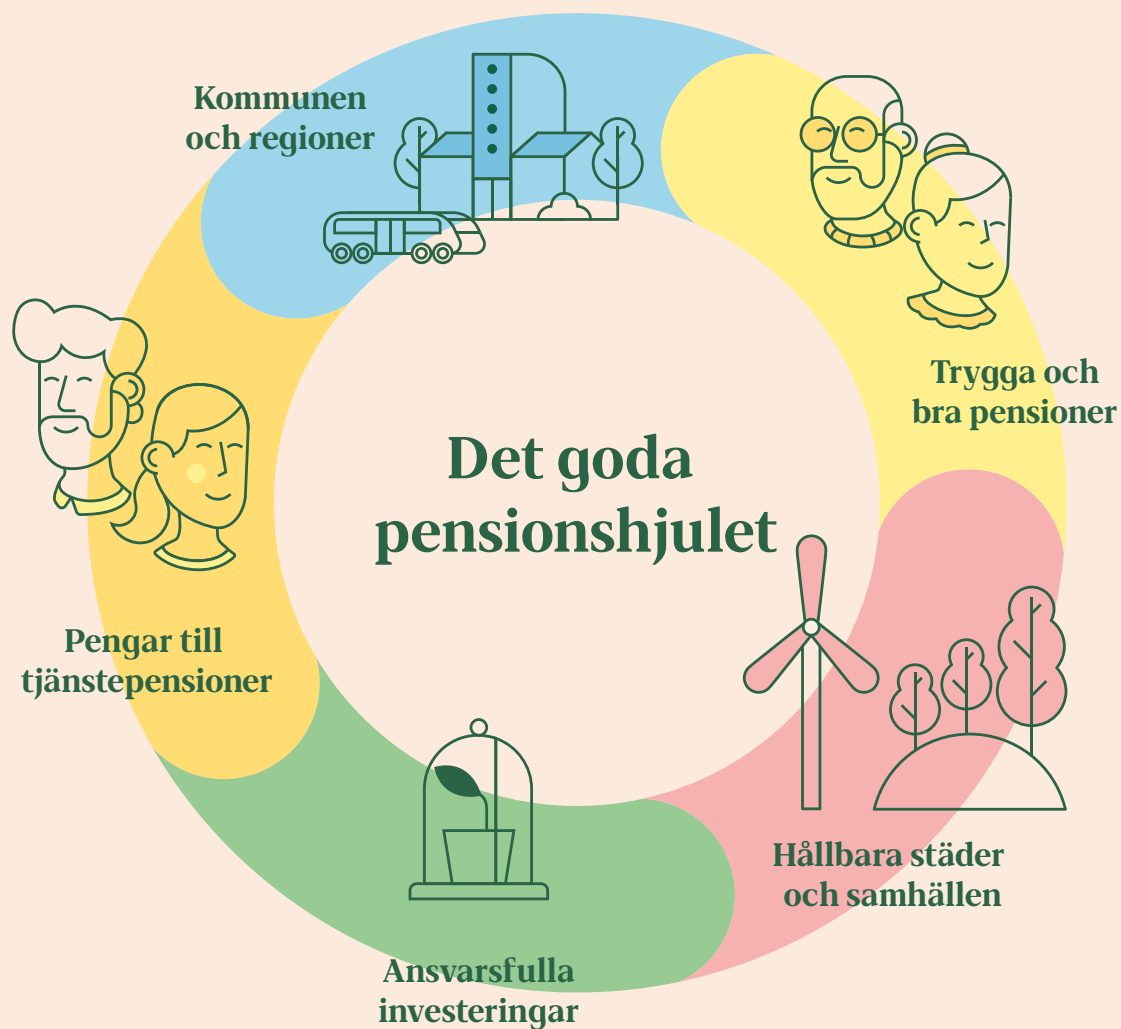 Kommunen
och regioner
Trygga och
bra pensioner
Det goda
pensionshjulet
Pengar till
tjänstepensioner
Hållbara städer
och samhällen
Ansvarsfulla
investeringar